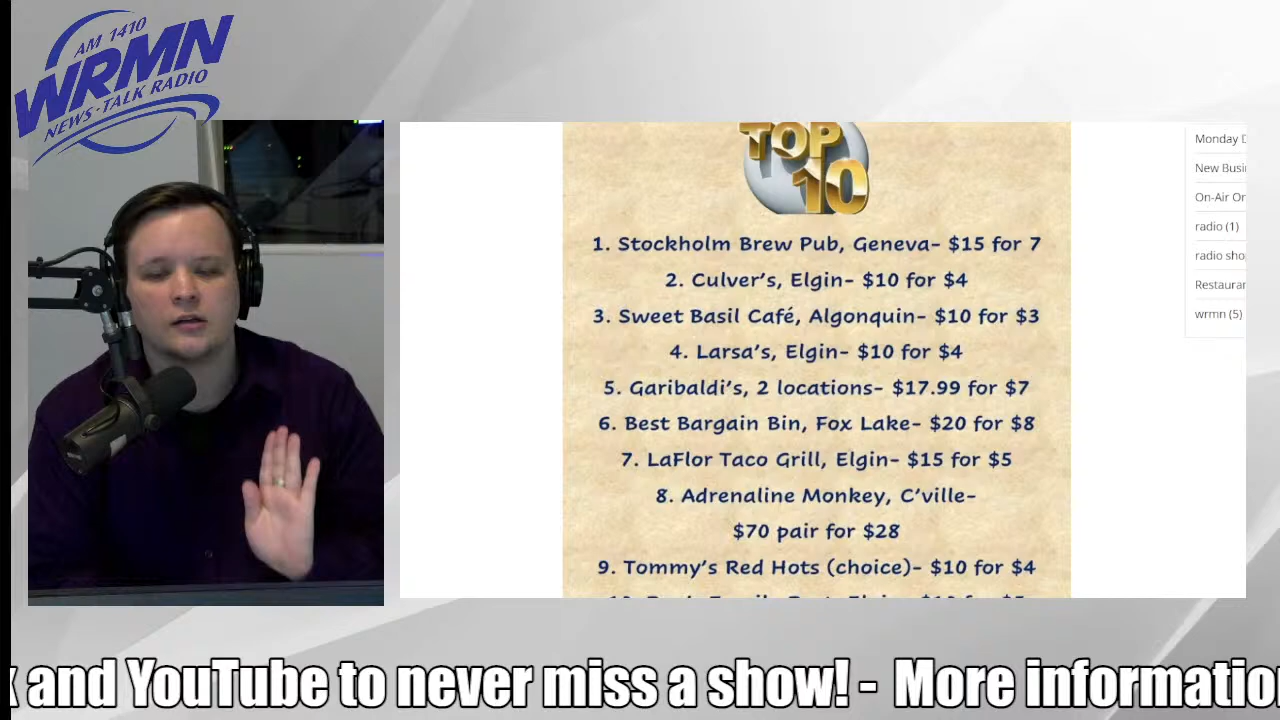 AM 1410
WRMN
NEWS·TALK RADIO
TOP
10
1. Stockholm Brew Pub, Geneva- $15 for 7
2. Culver's, Elgin- $10 for $4
3. Sweet Basil Café, Algonquin- $10 for $3
4. Larsa's, Elgin- $10 for $4
5. Garibaldi's, 2 locations- $17.99 for $7
6. Best Bargain Bin, Fox Lake- $20 for $8
7. LaFlor Taco Grill, Elgin- $15 for $5
8. Adrenaline Monkey, C'ville-
$70 pair for $28
9. Tommy's Red Hots (choice)- $10 for $4
Monday
New
On-Air
radio (1)
radio
wrmn (5)
and YouTube to never miss a show! - More